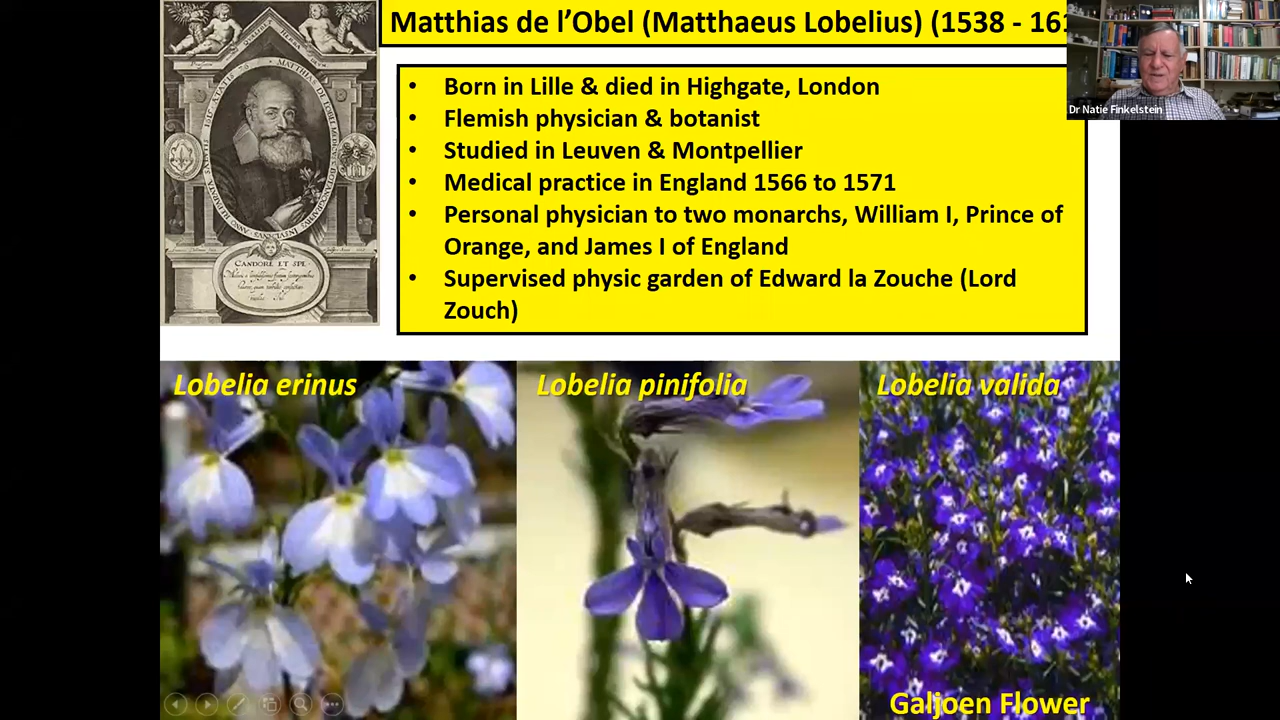 Matthias de l’Obel (Matthaeus Lobelius) (1538 - 161
Dr Natie Finkelstein
• Born in Lille & died in Highgate, London
• Flemish physician & botanist
• Studied in Leuven & Montpellier
• Medical practice in England 1566 to 1571
• Personal physician to two monarchs, William I, Prince of
Orange, and James I of England
• Supervised physic garden of Edward la Zouche (Lord
Zouch)
CANDORE ET SPE
Lobelia erinus
Lobelia pinifolia
Lobelia valida
Galjoen Flower